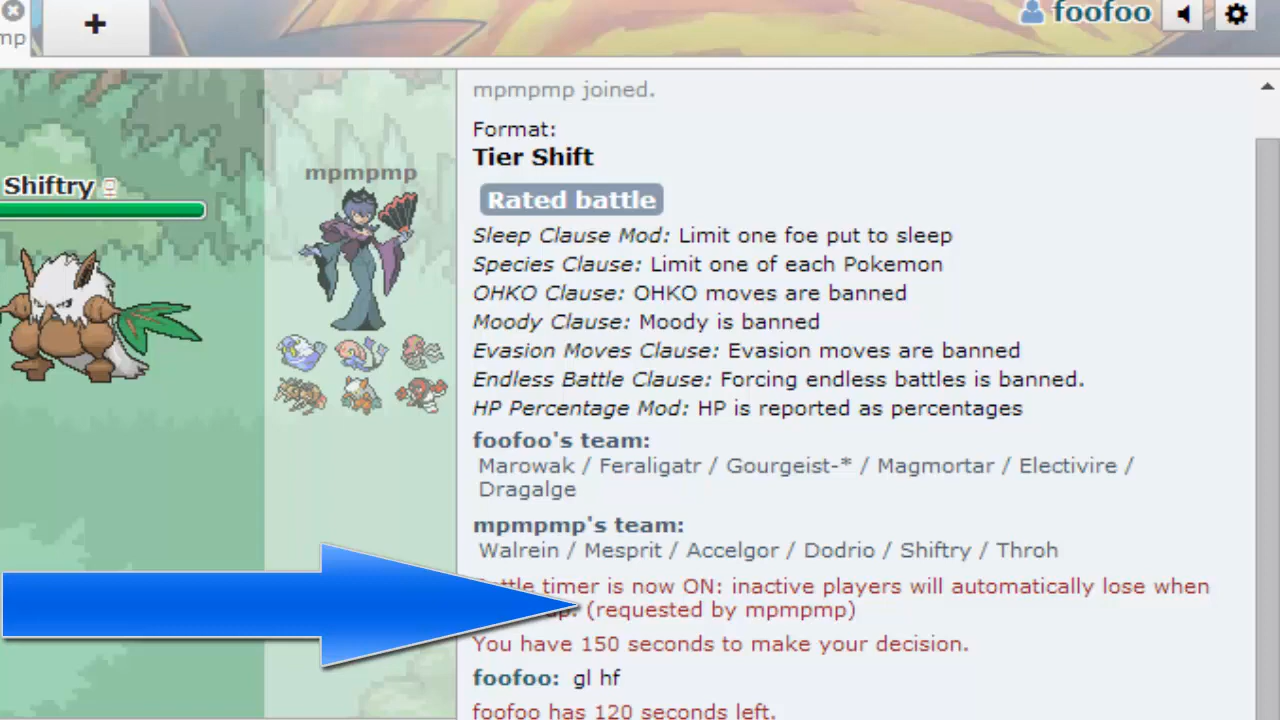 mp
+
foofoo
mpmpmp joined.
Format:
Tier Shift
Rated battle
Sleep Clause Mod: Limit one foe put to sleep
Species Clause: Limit one of each Pokemon
OHKO Clause: OHKO moves are banned
Moody Clause: Moody is banned
Evasion Moves Clause: Evasion moves are banned
Endless Battle Clause: Forcing endless battles is banned.
HP Percentage Mod: HP is reported as percentages
foofoo's team:
Marowak / Feraligatr / Gourgeist-* / Magmortar / Electivire /
Dragalge
mpmpmp's team:
Walrein / Mesprit / Accelgor / Dodrio / Shiftry / Throh
timer is now ON: inactive players will automatically lose when
(requested by mpmpmp)
You have 150 seconds to make your decision.
foofoo: gl hf
foofoo has 120 seconds left.
Shiftry
mpmpmp